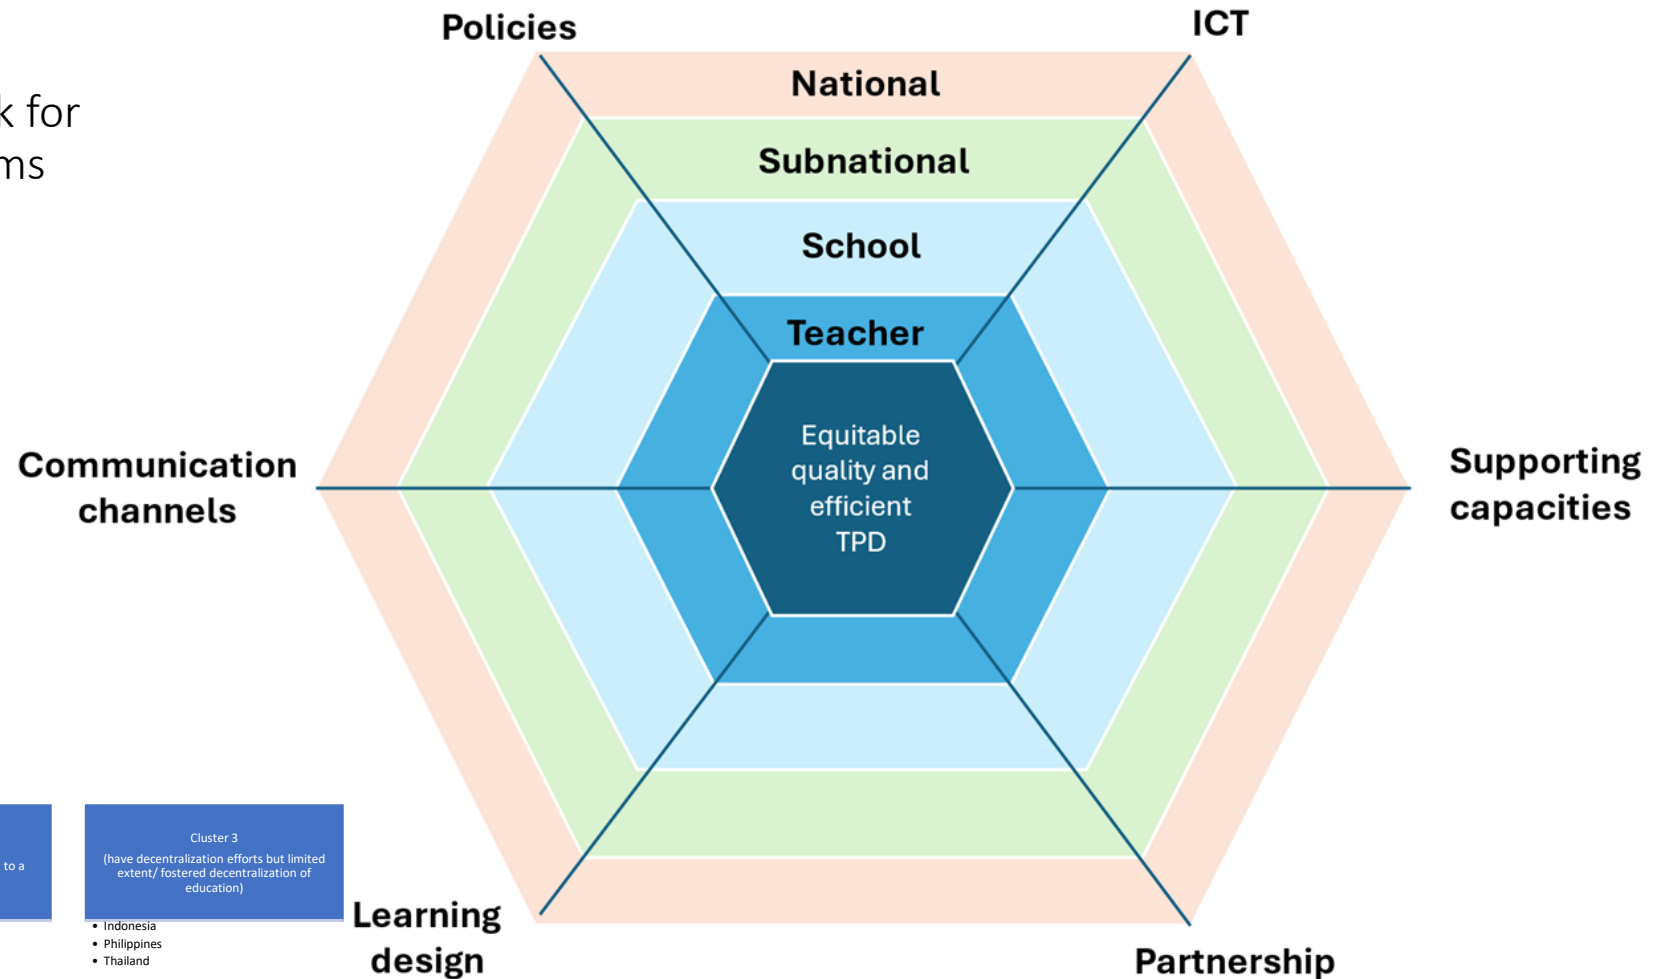 Policies
ICT
k for
ms
National
Subnational
School
Teacher
Equitable
quality and
efficient
TPD
Communication
channels
Supporting
capacities
to a
Cluster 3
(have decentralization efforts but limited
extent/ fostered decentralization of
education)
• Indonesia
• Philippines
• Thailand
Learning
design
Partnership